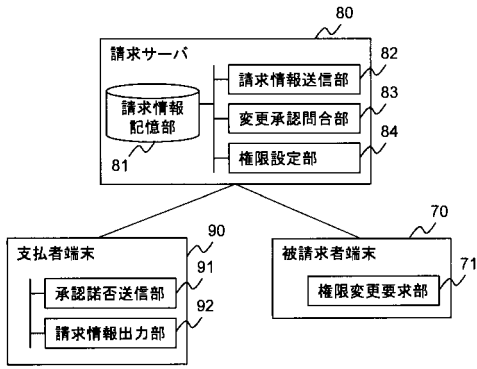 80
請求サーバ
82
請求情報送信部
83
請求情報
記憶部
変更承認問合部
84
81
権限設定部
90
支払者端末
91
承認諾否送信部
92
請求情報出力部
70
被請求者端末
71
権限変更要求部